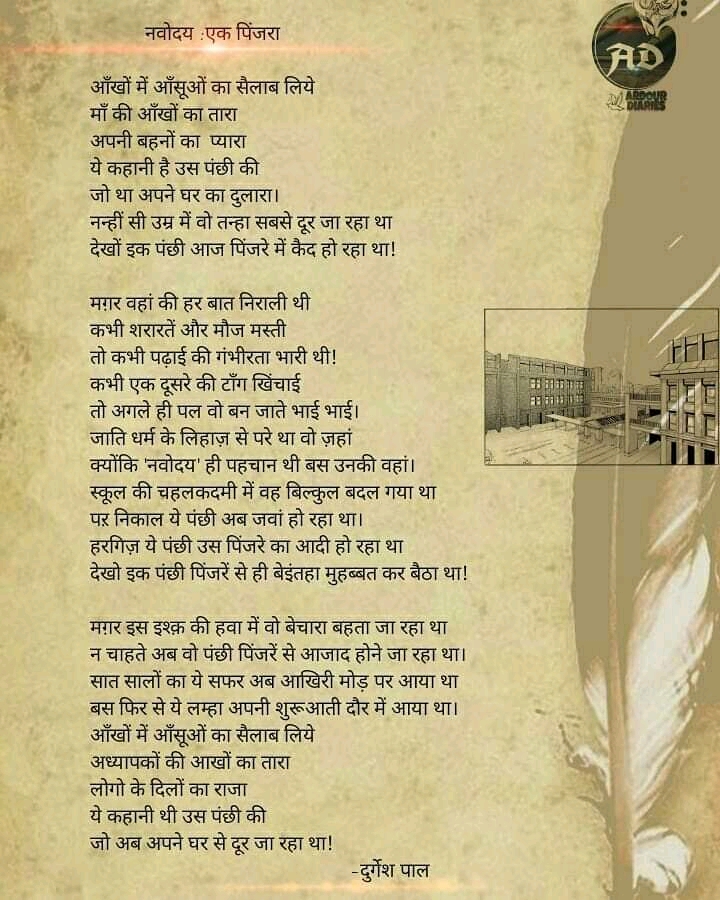 नवोदय :एक पिंजरा
AD
ARDOUR
DIARIES
आँखों में आँसूओं का सैलाब लिये
माँ की आँखों का तारा
अपनी बहनों का प्यारा
ये कहानी है उस पंछी की
जो था अपने घर का दुलारा।
नन्हीं सी उम्र में वो तन्हा सबसे दूर जा रहा था
देखों इक पंछी आज पिंजरे में कैद हो रहा था!
मग़र वहां की हर बात निराली थी
कभी शरारतें और मौज मस्ती
तो कभी पढ़ाई की गंभीरता भारी थी!
कभी एक दूसरे की टाँग खिंचाई
तो अगले ही पल वो बन जाते भाई भाई।
जाति धर्म के लिहाज़ से परे था वो ज़हां
क्योंकि 'नवोदय' ही पहचान थी बस उनकी वहां।
स्कूल की चहलकदमी में वह बिल्कुल बदल गया था
पऱ निकाल ये पंछी अब जवां हो रहा था।
हरगिज़ ये पंछी उस पिंजरे का आदी हो रहा था
देखो इक पंछी पिंजरें से ही बेइंतहा मुहब्बत कर बैठा था!
मग़र इस इश्क़ की हवा में वो बेचारा बहता जा रहा था
न चाहते अब वो पंछी पिंजरें से आजाद होने जा रहा था।
सात सालों का ये सफर अब आखिरी मोड़ पर आया था
बस फिर से ये लम्हा अपनी शुरूआती दौर में आया था।
आँखों में आँसूओं का सैलाब लिये
अध्यापकों की आखों का तारा
लोगो के दिलों का राजा
ये कहानी थी उस पंछी की
जो अब अपने घर से दूर जा रहा था!
-दुर्गेश पाल